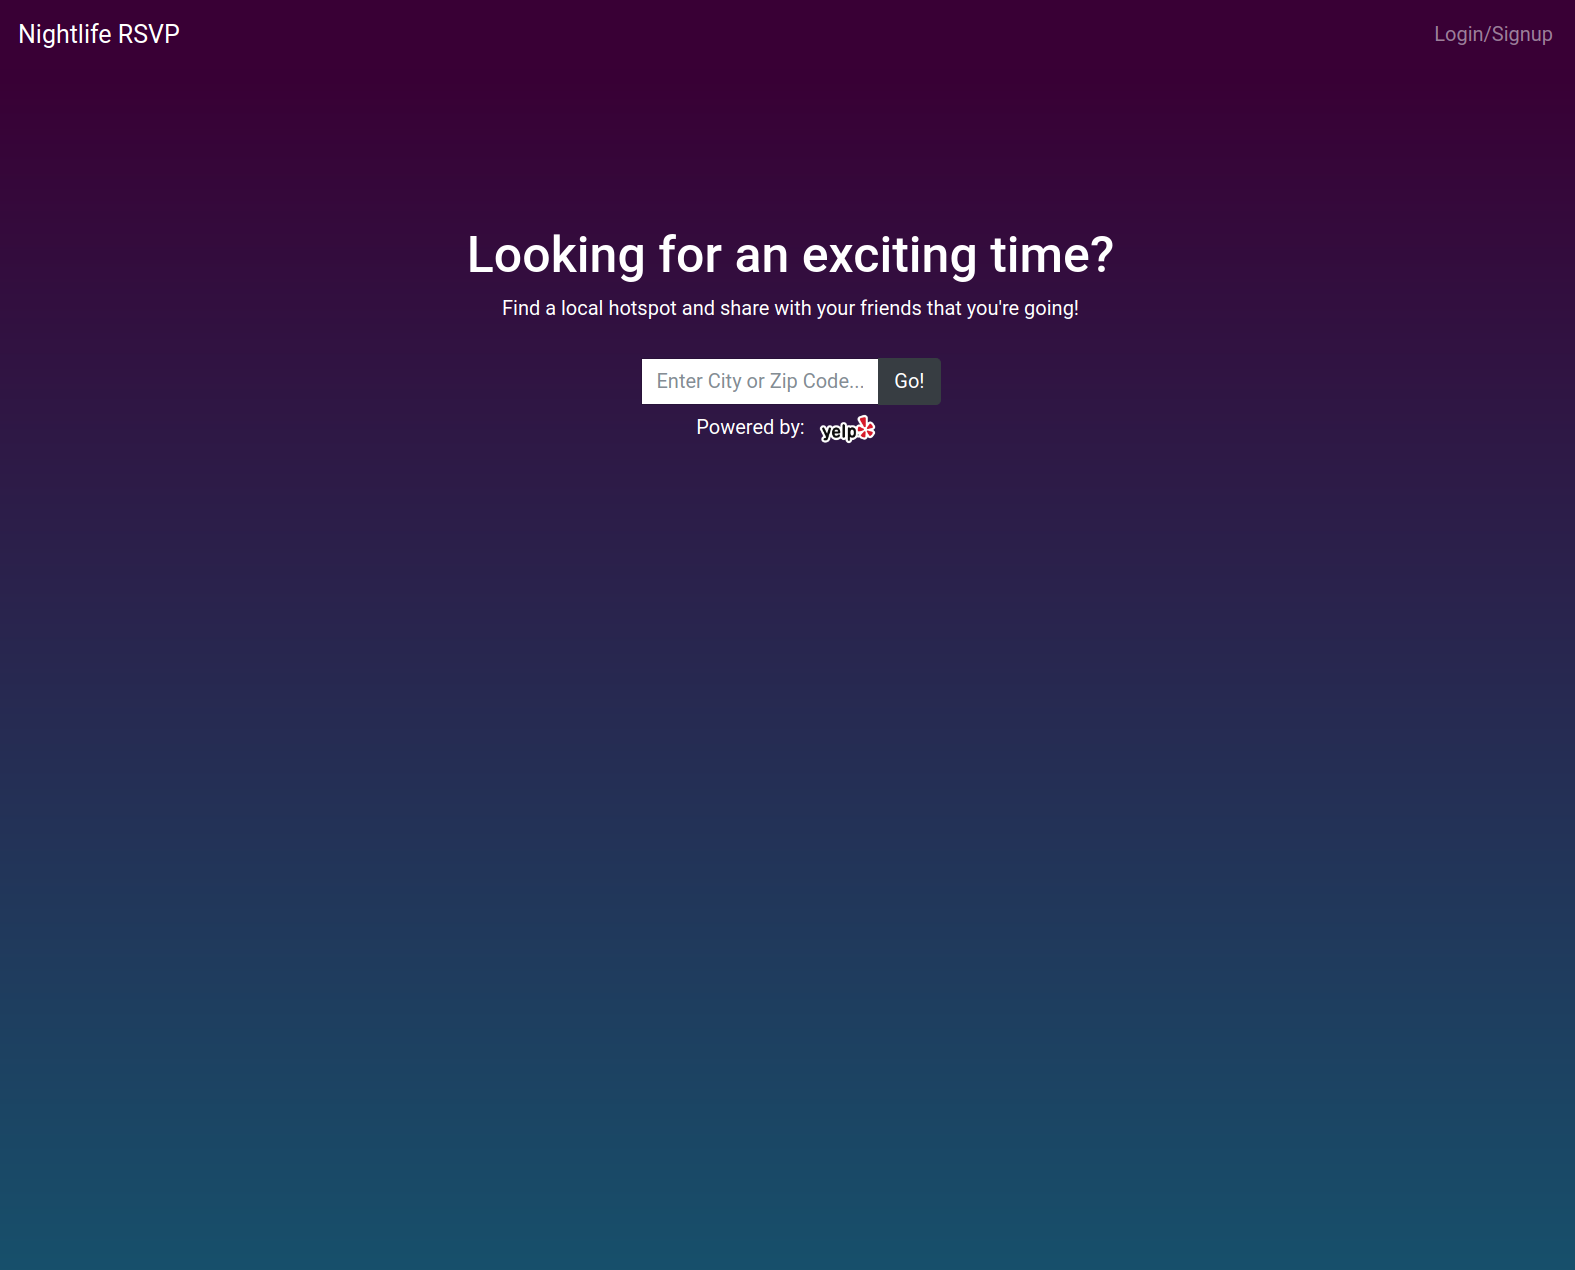 Nightlife RSVP
Login/Signup
Looking for an exciting time?
Find a local hotspot and share with your friends that you're going!
Enter City or Zip Code...
Go!
Powered by: yelp